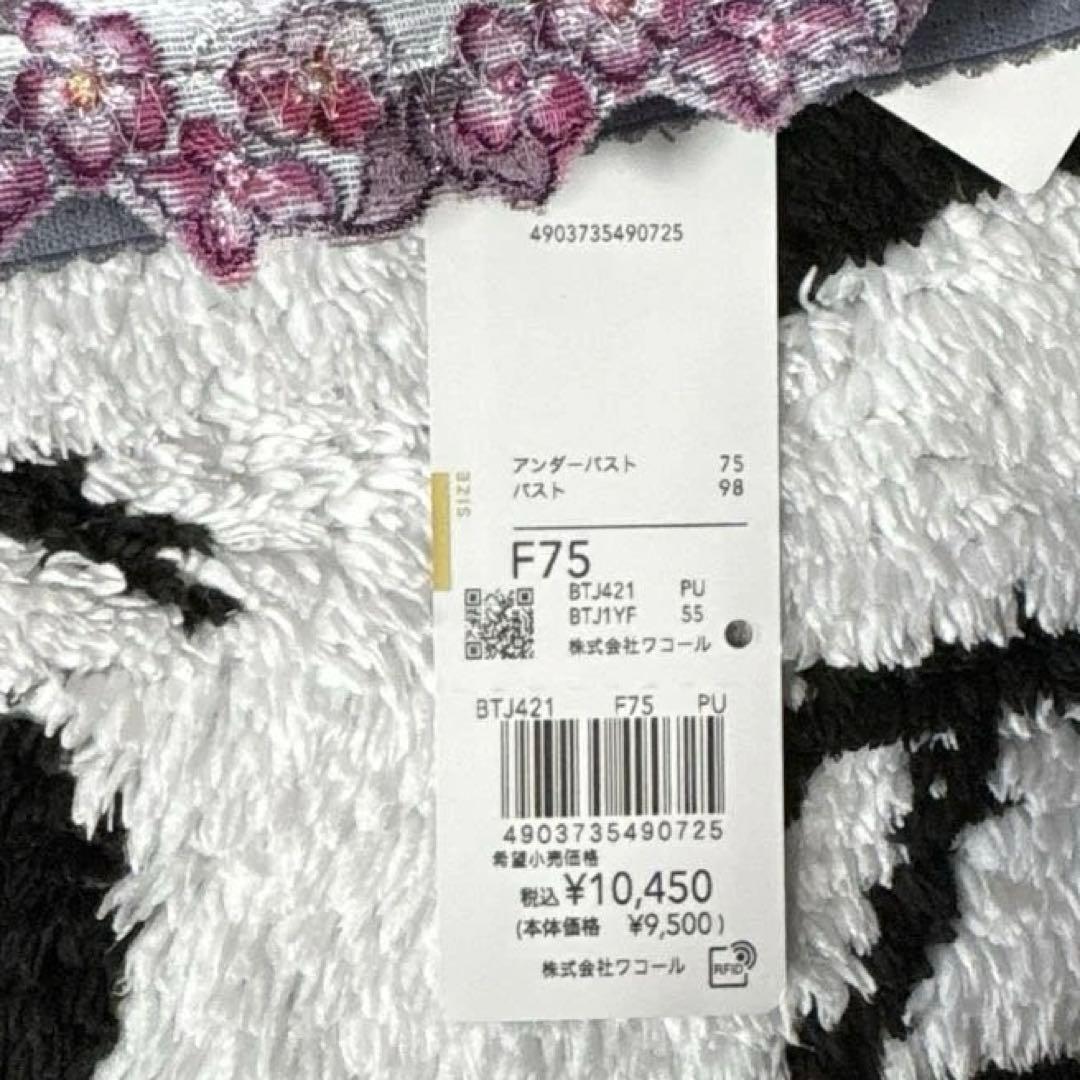 4903735490725
アンダーバスト 75
バスト 98
SIZE
F75
BTJ421 PU
BTJ1YF 55
株式会社ワコール
BTJ421 F75 PU
4903735490725
希望小売価格
税込 ¥10,450
(本体価格 ¥9,500)
株式会社ワコール
RFID